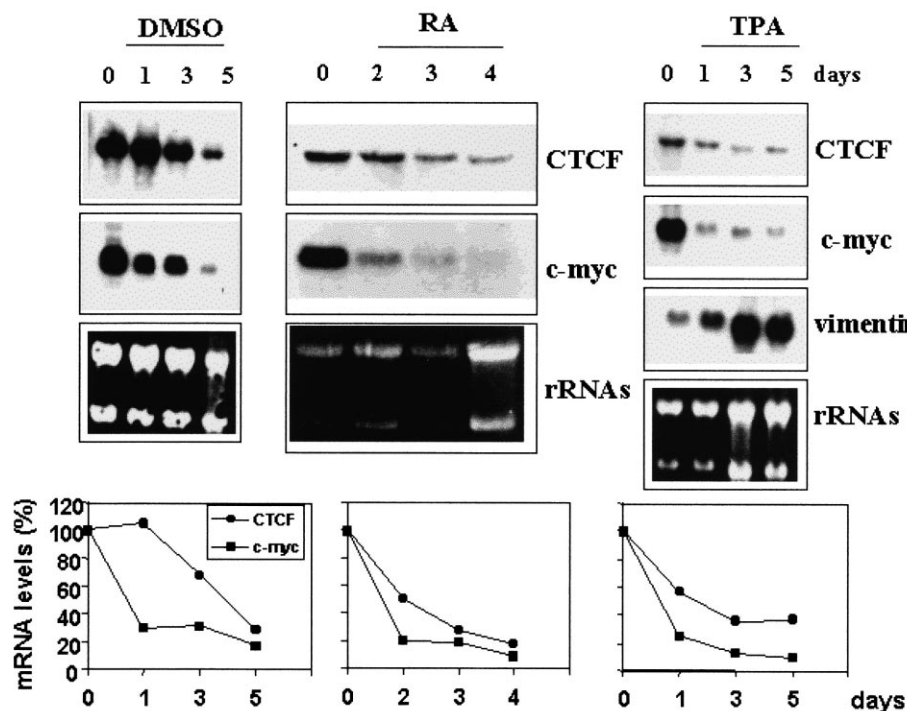 DMSO RA TPA
0 1 3 5 0 2 3 4 0 1 3 5 days
CTCF CTCF
c-myc c-myc
vimentin
rRNAs rRNAs
mRNA levels (%)
120
100
80
60
40
20
0
CTCF
c-myc
0 1 3 5 0 2 3 4 0 1 3 5 days